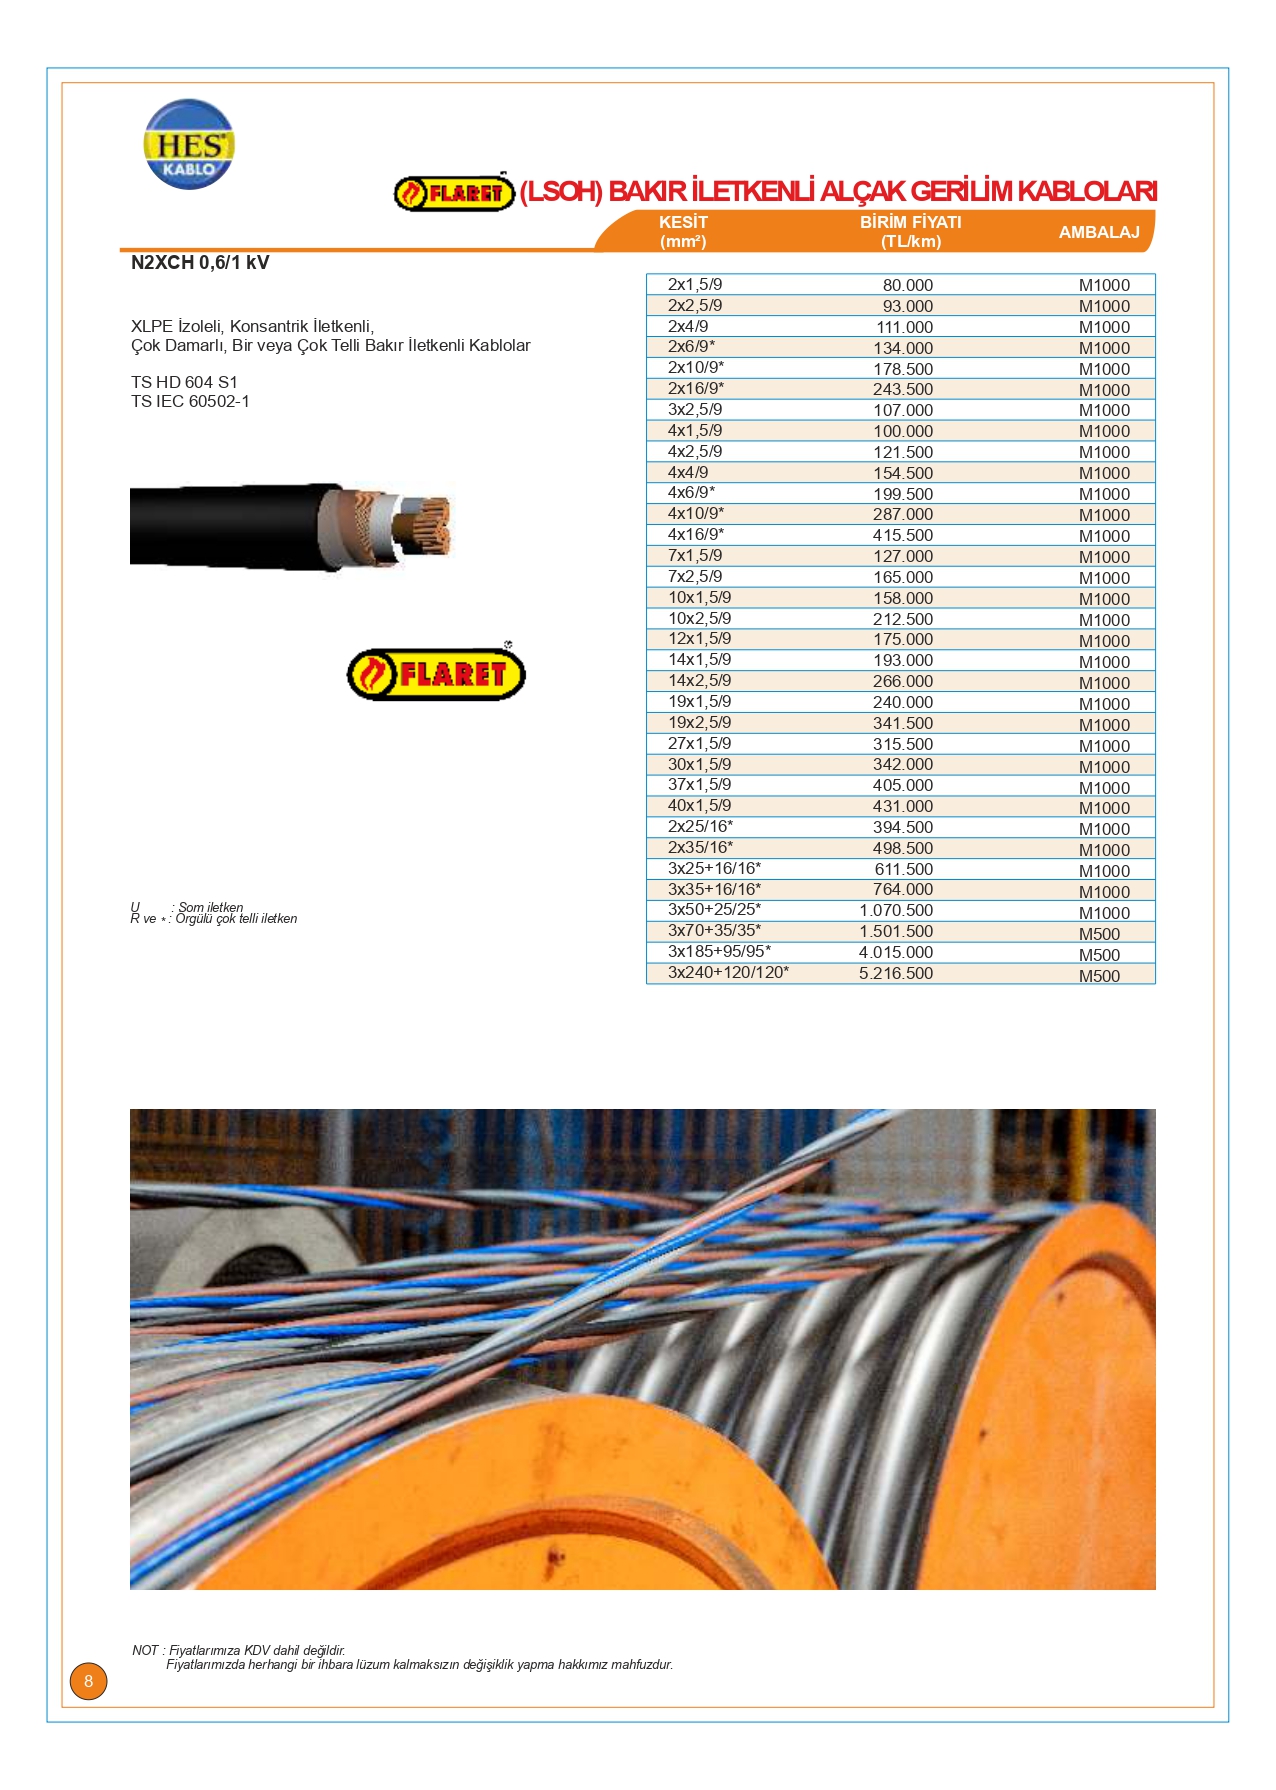 HES
KABLO
FLARET (LSOH) BAKIR İLETKENLİ ALÇAK GERİLİM KABLOLARI
KESİT (mm²) BİRİM FİYATI (TL/km) AMBALAJ
N2XCH 0,6/1 kV
XLPE İzoleli, Konsantrik İletkenli,
Çok Damarlı, Bir veya Çok Telli Bakır İletkenli Kablolar
TS HD 604 S1
TS IEC 60502-1
FLARET
U : Som iletken
R ve * : Örgülü çok telli iletken
2x1,5/9 80.000 M1000
2x2,5/9 93.000 M1000
2x4/9 111.000 M1000
2x6/9* 134.000 M1000
2x10/9* 178.500 M1000
2x16/9* 243.500 M1000
3x2,5/9 107.000 M1000
4x1,5/9 100.000 M1000
4x2,5/9 121.500 M1000
4x4/9 154.500 M1000
4x6/9* 199.500 M1000
4x10/9* 287.000 M1000
4x16/9* 415.500 M1000
7x1,5/9 127.000 M1000
7x2,5/9 165.000 M1000
10x1,5/9 158.000 M1000
10x2,5/9 212.500 M1000
12x1,5/9 175.000 M1000
14x1,5/9 193.000 M1000
14x2,5/9 266.000 M1000
19x1,5/9 240.000 M1000
19x2,5/9 341.500 M1000
27x1,5/9 315.500 M1000
30x1,5/9 342.000 M1000
37x1,5/9 405.000 M1000
40x1,5/9 431.000 M1000
2x25/16* 394.500 M1000
2x35/16* 498.500 M1000
3x25+16/16* 611.500 M1000
3x35+16/16* 764.000 M1000
3x50+25/25* 1.070.500 M1000
3x70+35/35* 1.501.500 M500
3x185+95/95* 4.015.000 M500
3x240+120/120* 5.216.500 M500
NOT : Fiyatlarımıza KDV dahil değildir.
Fiyatlarımızda herhangi bir ihbara lüzum kalmaksızın değişiklik yapma hakkımız mahfuzdur.
8